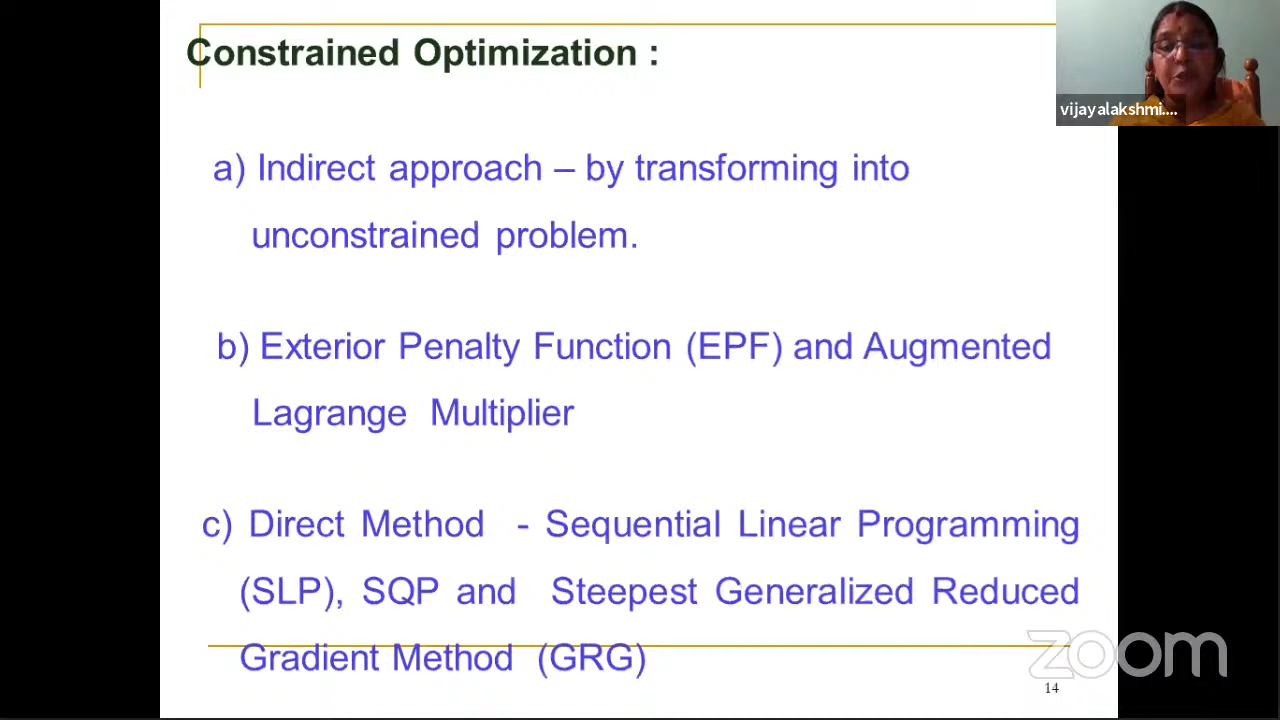 Constrained Optimization :
vijayalakshmi....
a) Indirect approach – by transforming into
unconstrained problem.
b) Exterior Penalty Function (EPF) and Augmented
Lagrange Multiplier
c) Direct Method - Sequential Linear Programming
(SLP), SQP and Steepest Generalized Reduced
Gradient Method (GRG)
zoom
14